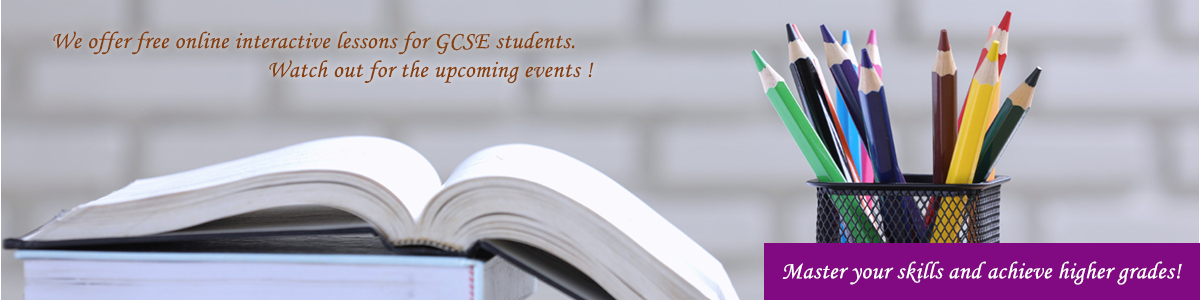 We offer free online interactive lessons for GCSE students.
Watch out for the upcoming events !
Master your skills and achieve higher grades!